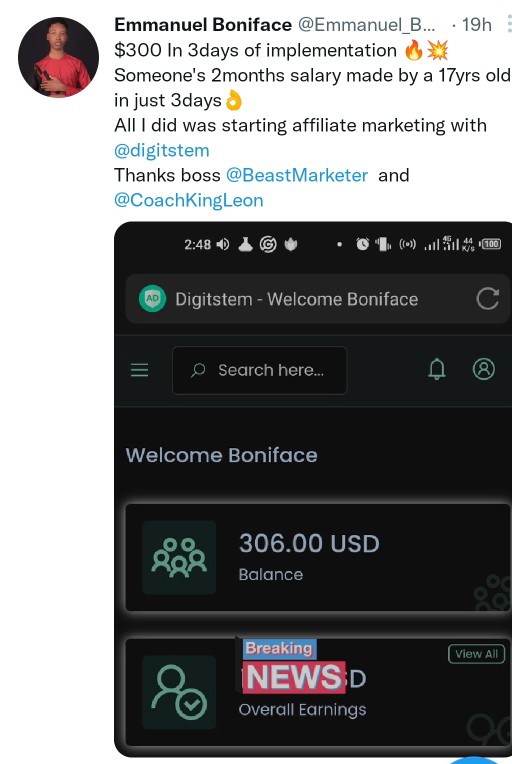 Emmanuel Boniface @Emmanuel_B... · 19h
$300 In 3days of implementation 🔥💥
Someone's 2months salary made by a 17yrs old
in just 3days👌
All I did was starting affiliate marketing with
@digitstem
Thanks boss @BeastMarketer and
@CoachKingLeon
2:48 4G 44 K/s 100
AD Digitstem - Welcome Boniface
Search here...
Welcome Boniface
306.00 USD
Balance
Breaking
NEWS
View All
Overall Earnings